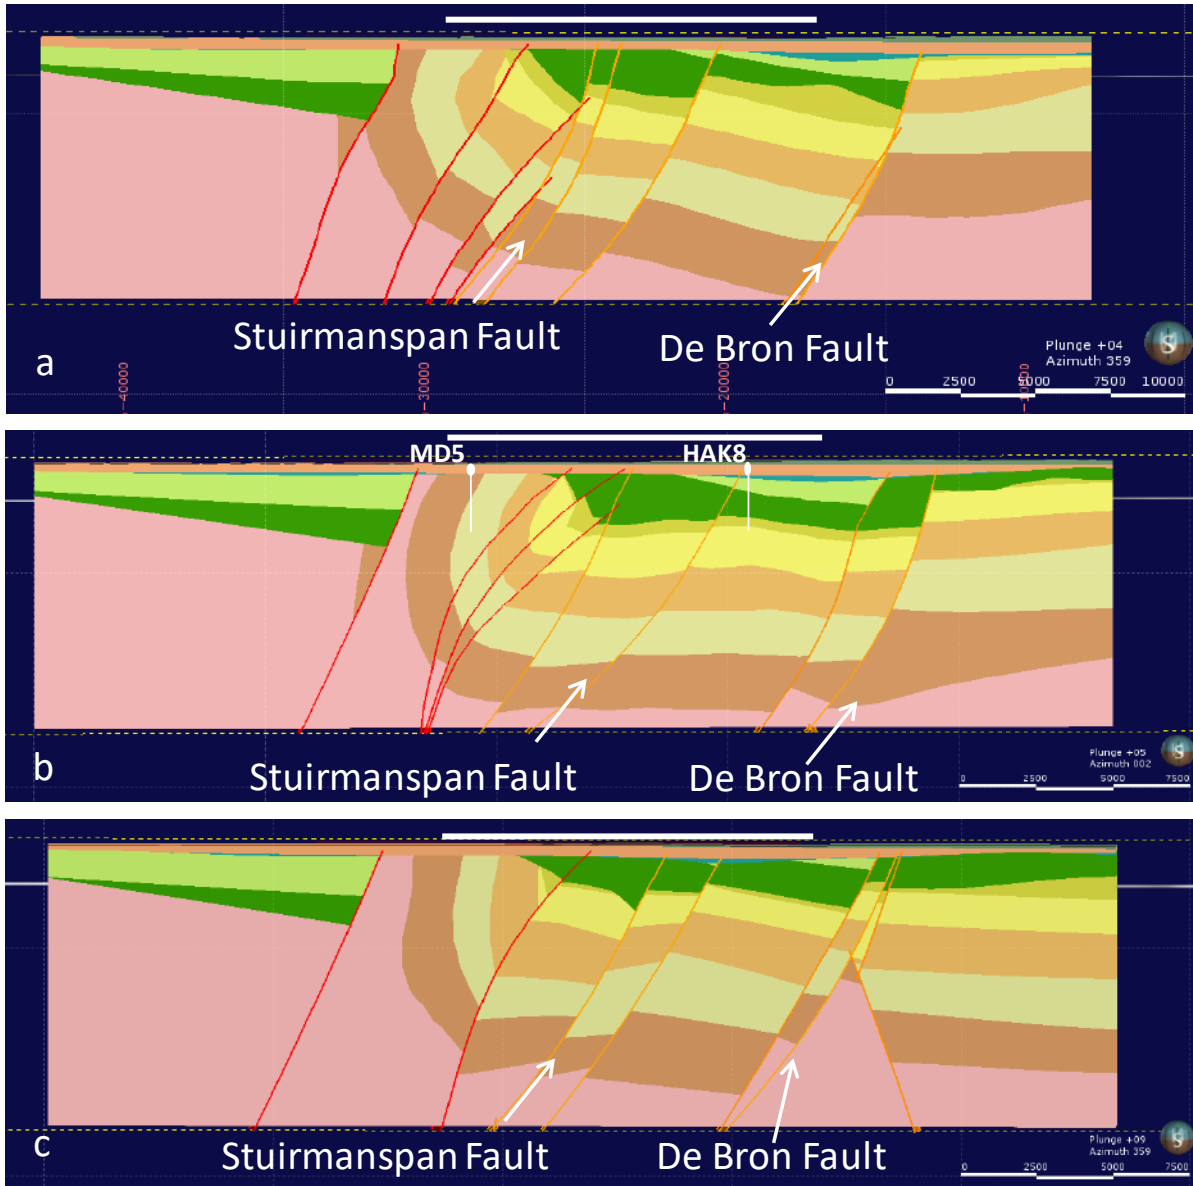 Stuirmanspan Fault
De Bron Fault
a
Plunge +04
Azimuth 359
S
0 2500 5000 7500 10000
-40000 -30000 -20000
MD5 HAK8
Stuirmanspan Fault
De Bron Fault
b
Plunge +05
Azimuth 002
S
0 2500 5000 7500
Stuirmanspan Fault
De Bron Fault
c
Plunge +09
Azimuth 359
S
0 2500 5000 7500